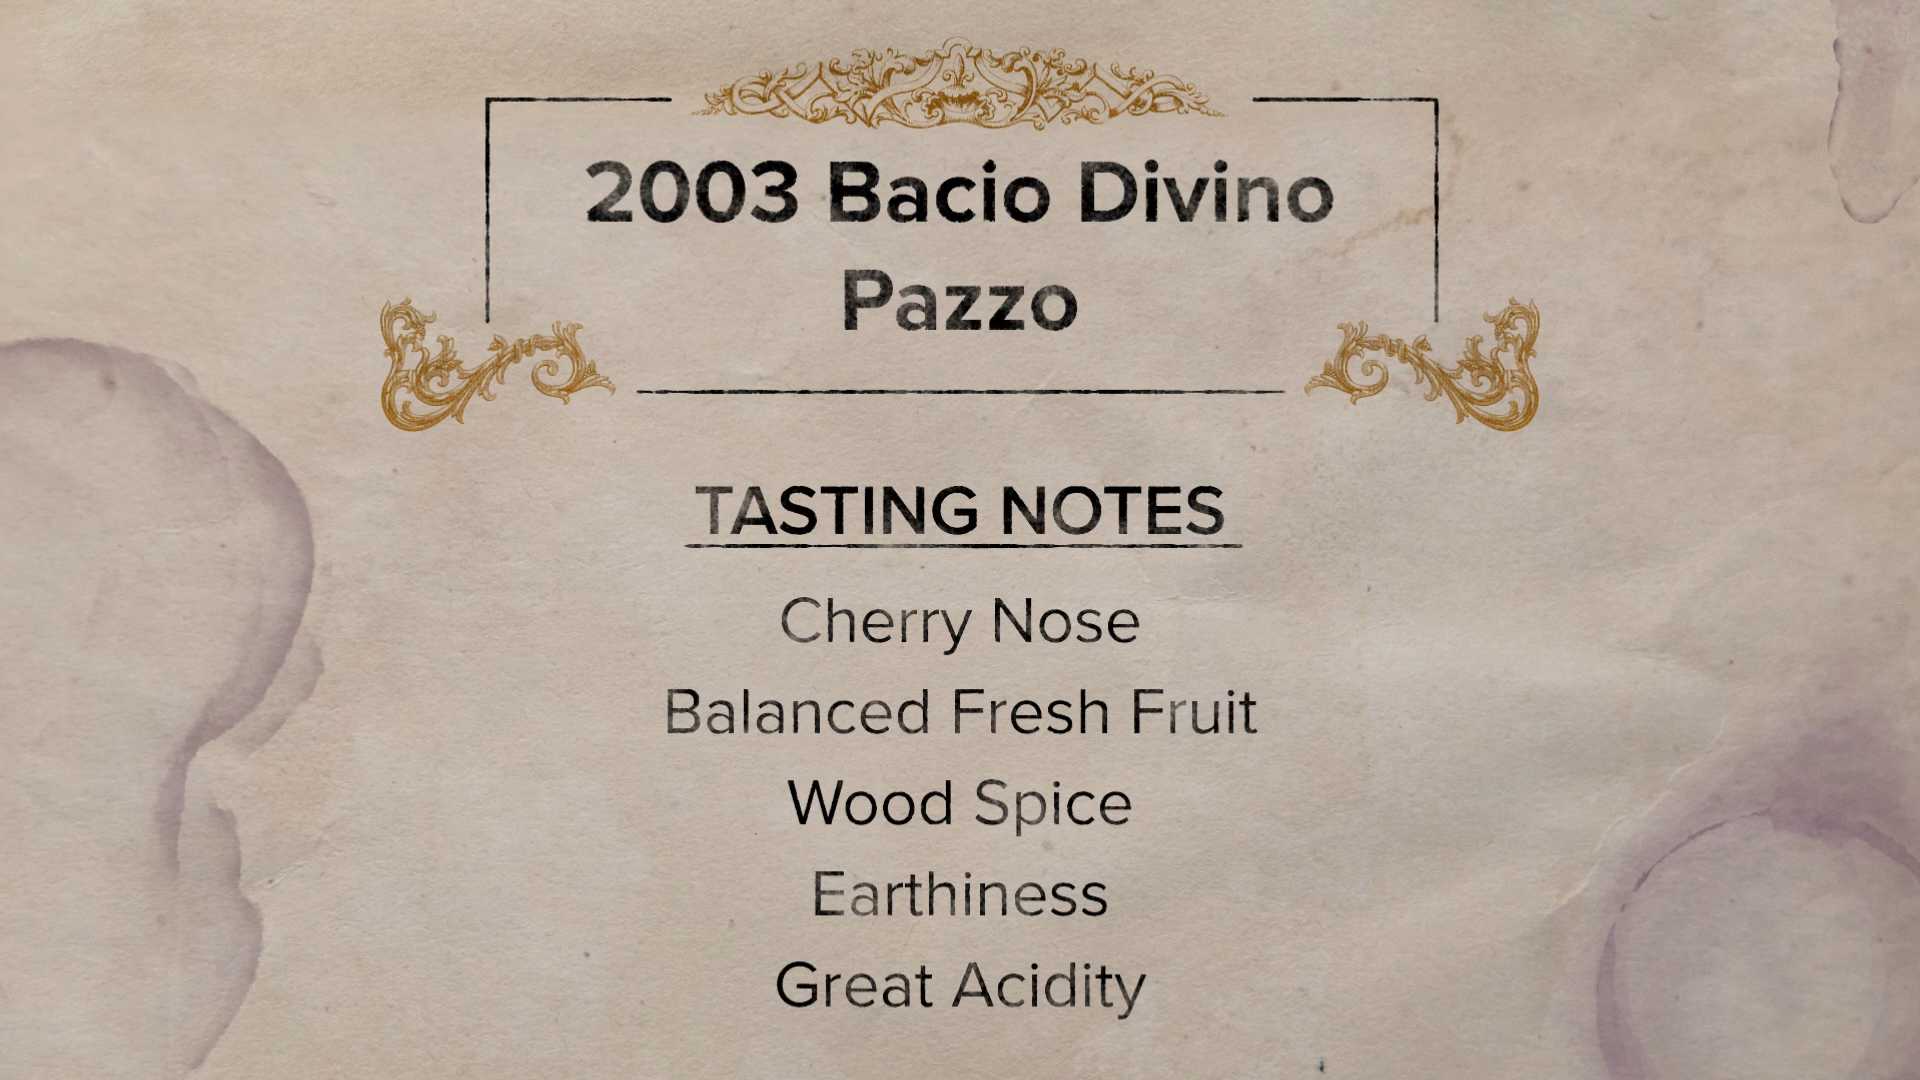 2003 Bacio Divino
Pazzo
TASTING NOTES
Cherry Nose
Balanced Fresh Fruit
Wood Spice
Earthiness
Great Acidity